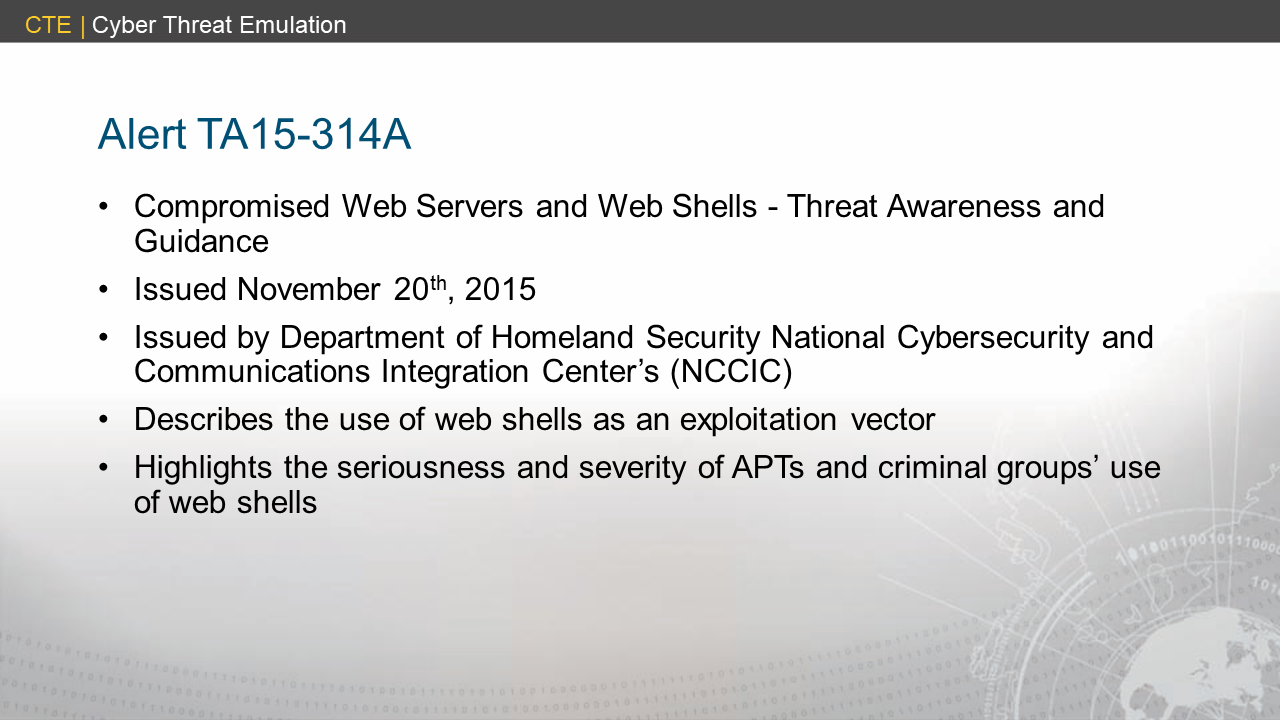 CTE | Cyber Threat Emulation
Alert TA15-314A
• Compromised Web Servers and Web Shells - Threat Awareness and
Guidance
• Issued November 20th, 2015
• Issued by Department of Homeland Security National Cybersecurity and
Communications Integration Center’s (NCCIC)
• Describes the use of web shells as an exploitation vector
• Highlights the seriousness and severity of APTs and criminal groups’ use
of web shells